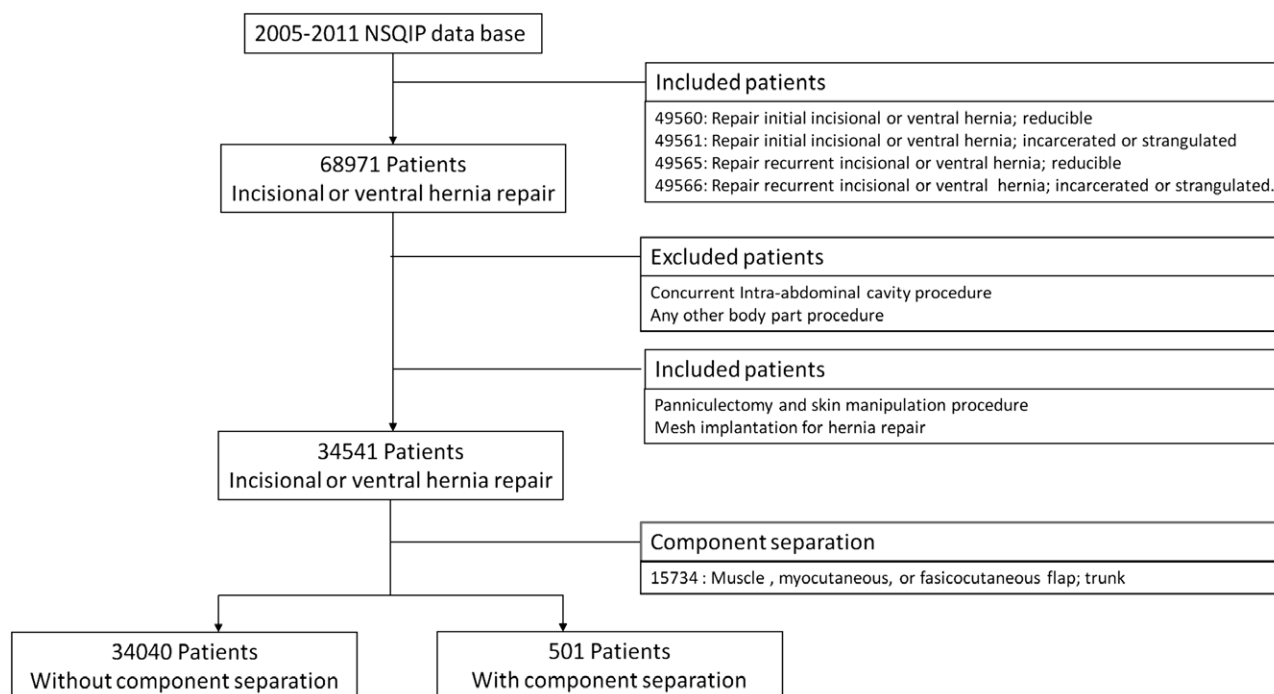 2005-2011 NSQIP data base
Included patients
49560: Repair initial incisional or ventral hernia; reducible
49561: Repair initial incisional or ventral hernia; incarcerated or strangulated
49565: Repair recurrent incisional or ventral hernia; reducible
49566: Repair recurrent incisional or ventral hernia; incarcerated or strangulated.
68971 Patients
Incisional or ventral hernia repair
Excluded patients
Concurrent Intra-abdominal cavity procedure
Any other body part procedure
Included patients
Panniculectomy and skin manipulation procedure
Mesh implantation for hernia repair
34541 Patients
Incisional or ventral hernia repair
Component separation
15734 : Muscle , myocutaneous, or fasicocutaneous flap; trunk
34040 Patients
Without component separation
501 Patients
With component separation